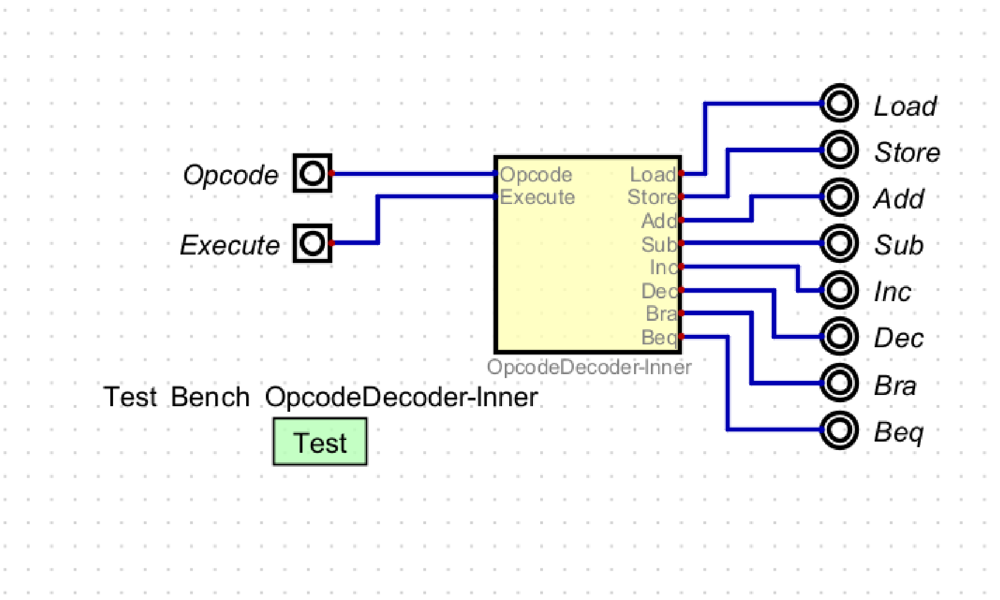 Opcode
Execute
Opcode
Execute
Load
Store
Add
Sub
Inc
Dec
Bra
Beq
OpcodeDecoder-Inner
Load
Store
Add
Sub
Inc
Dec
Bra
Beq
Test Bench OpcodeDecoder-Inner
Test